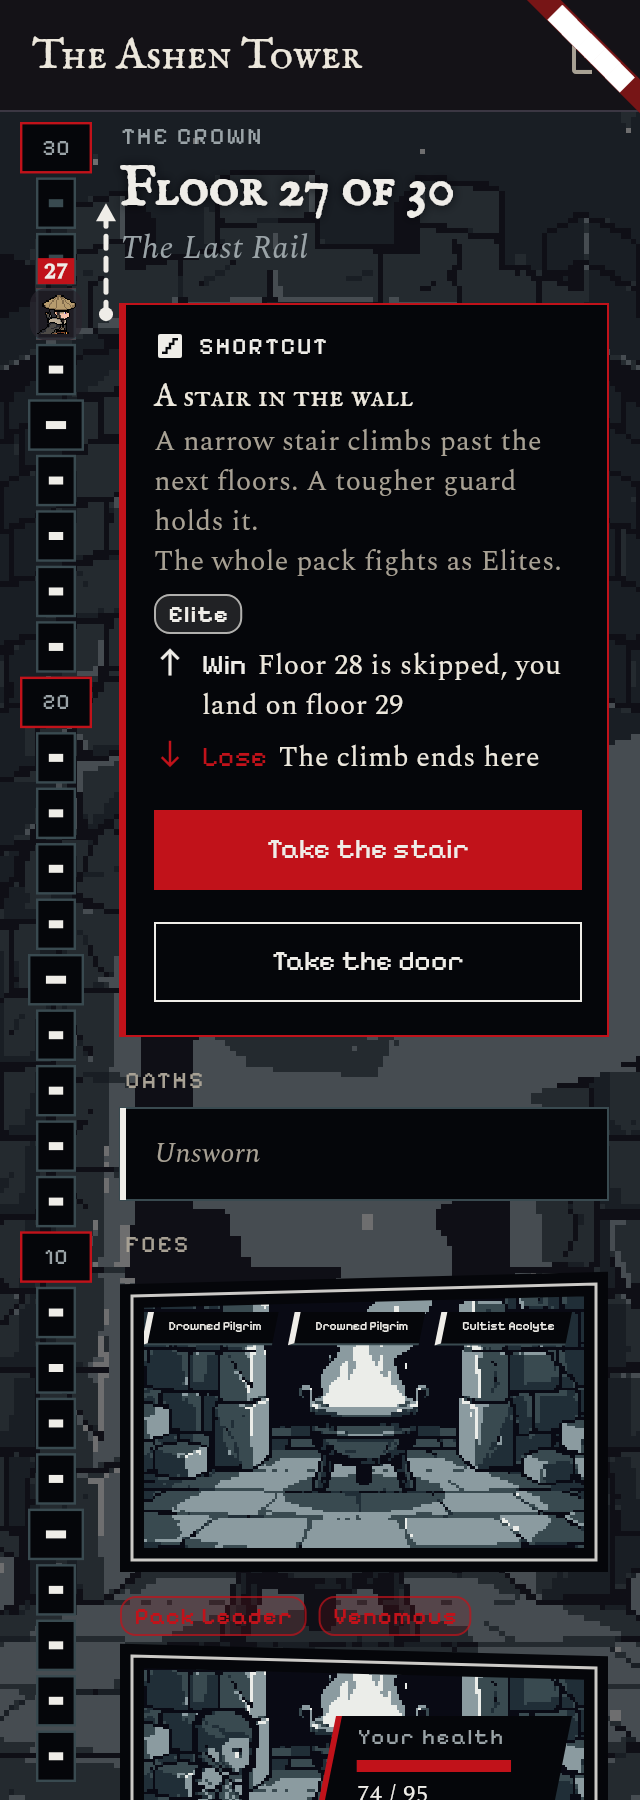 The Ashen Tower
30
THE CROWN
Floor 27 of 30
The Last Rail
27
SHORTCUT
A stair in the wall
A narrow stair climbs past the
next floors. A tougher guard
holds it.
The whole pack fights as Elites.
Elite
Win Floor 28 is skipped, you
land on floor 29
Lose The climb ends here
20
Take the stair
Take the door
OATHS
Unsworn
10
FOES
Drowned Pilgrim
Drowned Pilgrim
Cultist Acolyte
Pack Leader
Venomous
Your health
74 / 95